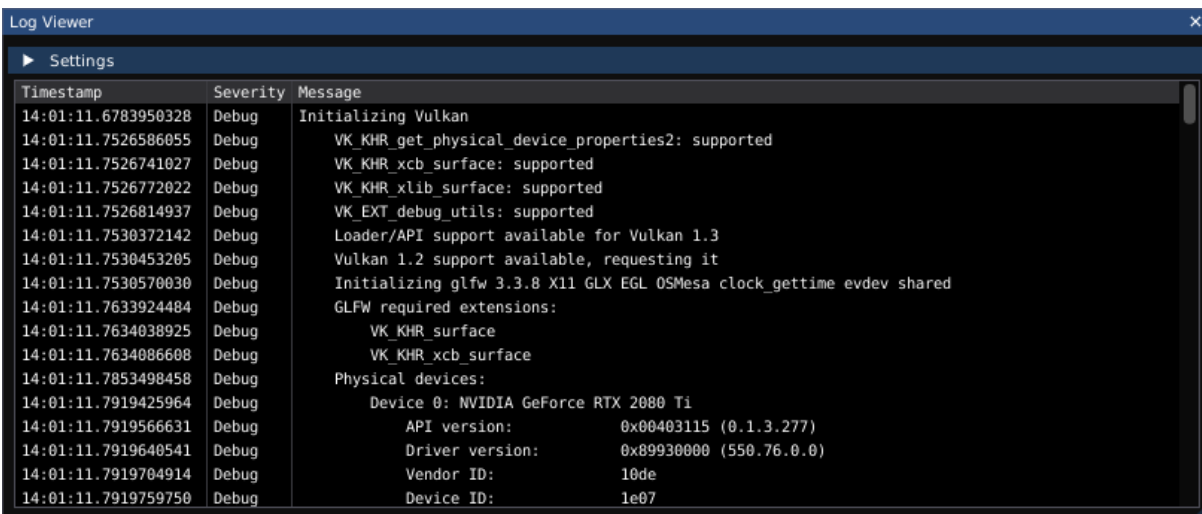 Log Viewer
Settings
Timestamp Severity Message
14:01:11.6783950328 Debug Initializing Vulkan
14:01:11.7526586055 Debug VK_KHR_get_physical_device_properties2: supported
14:01:11.7526741027 Debug VK_KHR_xcb_surface: supported
14:01:11.7526772022 Debug VK_KHR_xlib_surface: supported
14:01:11.7526814937 Debug VK_EXT_debug_utils: supported
14:01:11.7530372142 Debug Loader/API support available for Vulkan 1.3
14:01:11.7530453205 Debug Vulkan 1.2 support available, requesting it
14:01:11.7530570030 Debug Initializing glfw 3.3.8 X11 GLX EGL OSMesa clock_gettime evdev shared
14:01:11.7633924484 Debug GLFW required extensions:
14:01:11.7634038925 Debug VK_KHR_surface
14:01:11.7634086608 Debug VK_KHR_xcb_surface
14:01:11.7853498458 Debug Physical devices:
14:01:11.7919425964 Debug Device 0: NVIDIA GeForce RTX 2080 Ti
14:01:11.7919566631 Debug API version: 0x00403115 (0.1.3.277)
14:01:11.7919640541 Debug Driver version: 0x89930000 (550.76.0.0)
14:01:11.7919704914 Debug Vendor ID: 10de
14:01:11.7919759750 Debug Device ID: 1e07